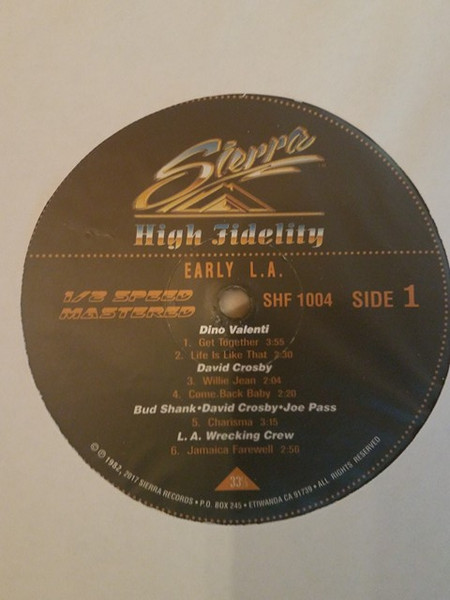 Sierra
High Fidelity
EARLY L.A.
1/2 SPEED
MASTERED
SHF 1004 SIDE 1
Dino Valenti
1. Get Together 3:55
2. Life Is Like That 2:30
David Crosby
3. Willie Jean 2:04
4. Come Back Baby 2:20
Bud Shank•David Crosby•Joe Pass
5. Charisma 3:15
L.A. Wrecking Crew
6. Jamaica Farewell 2:56
33⅓
© ℗ 1982, 2017 SIERRA RECORDS • P.O. BOX 245 • ETIWANDA CA 91739 • ALL RIGHTS RESERVED